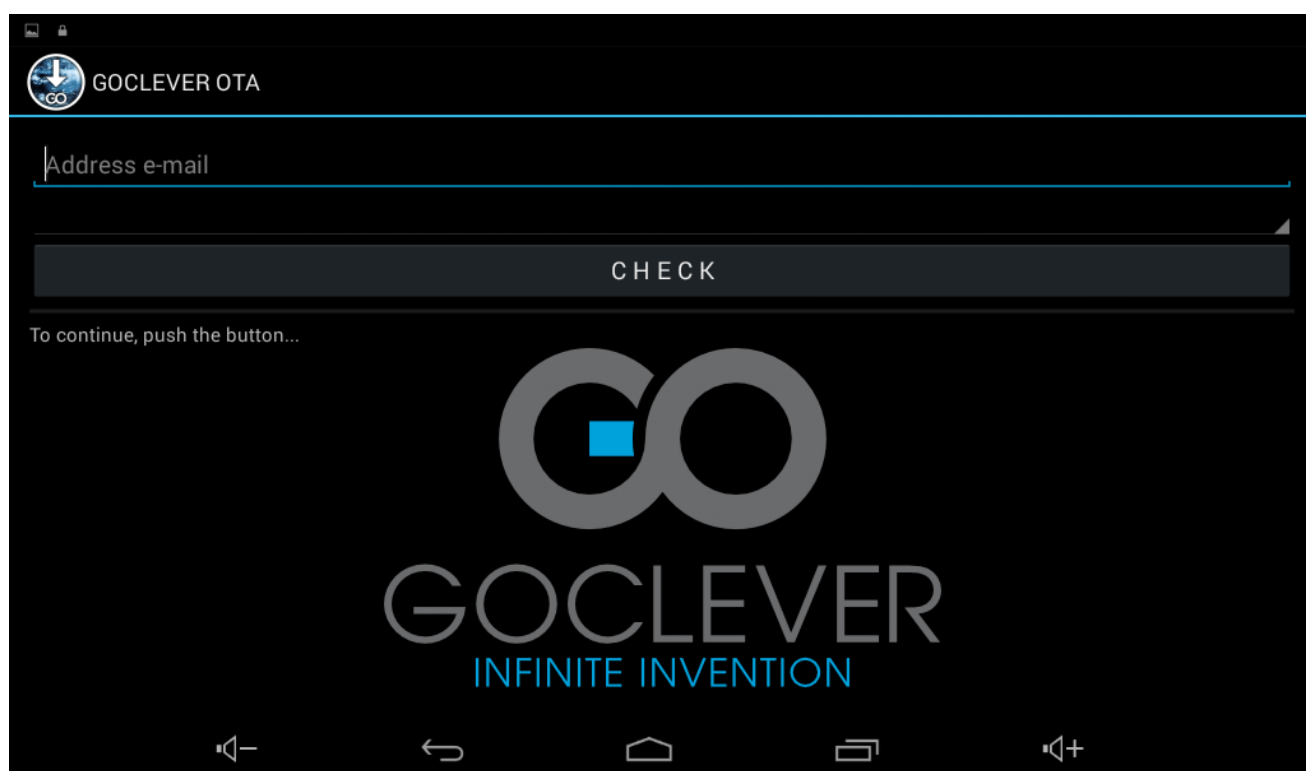 GOCLEVER OTA
Address e-mail
CHECK
To continue, push the button...
GO
GOCLEVER
INFINITE INVENTION